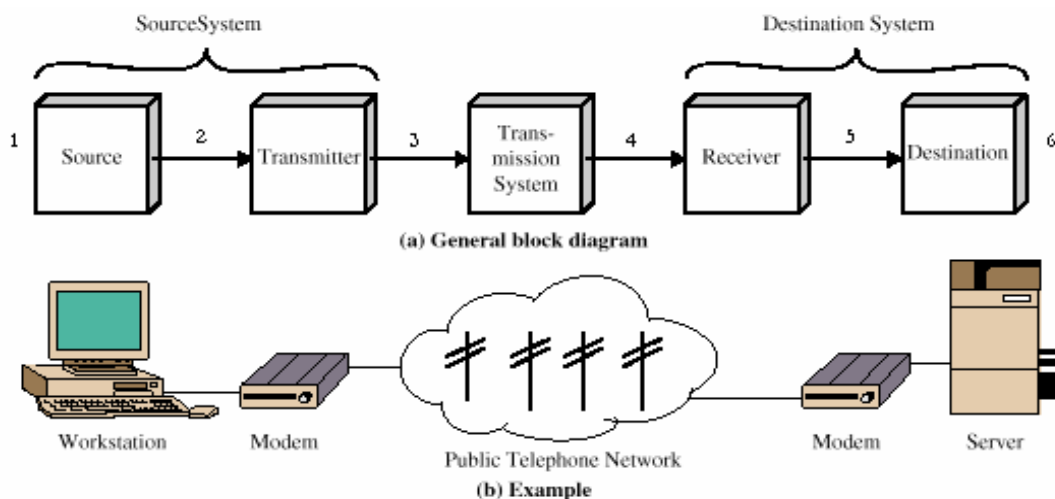 SourceSystem Destination System
1 Source 2 Transmitter 3 Trans-
mission
System 4 Receiver 5 Destination 6
(a) General block diagram
Workstation Modem Public Telephone Network Modem Server
(b) Example